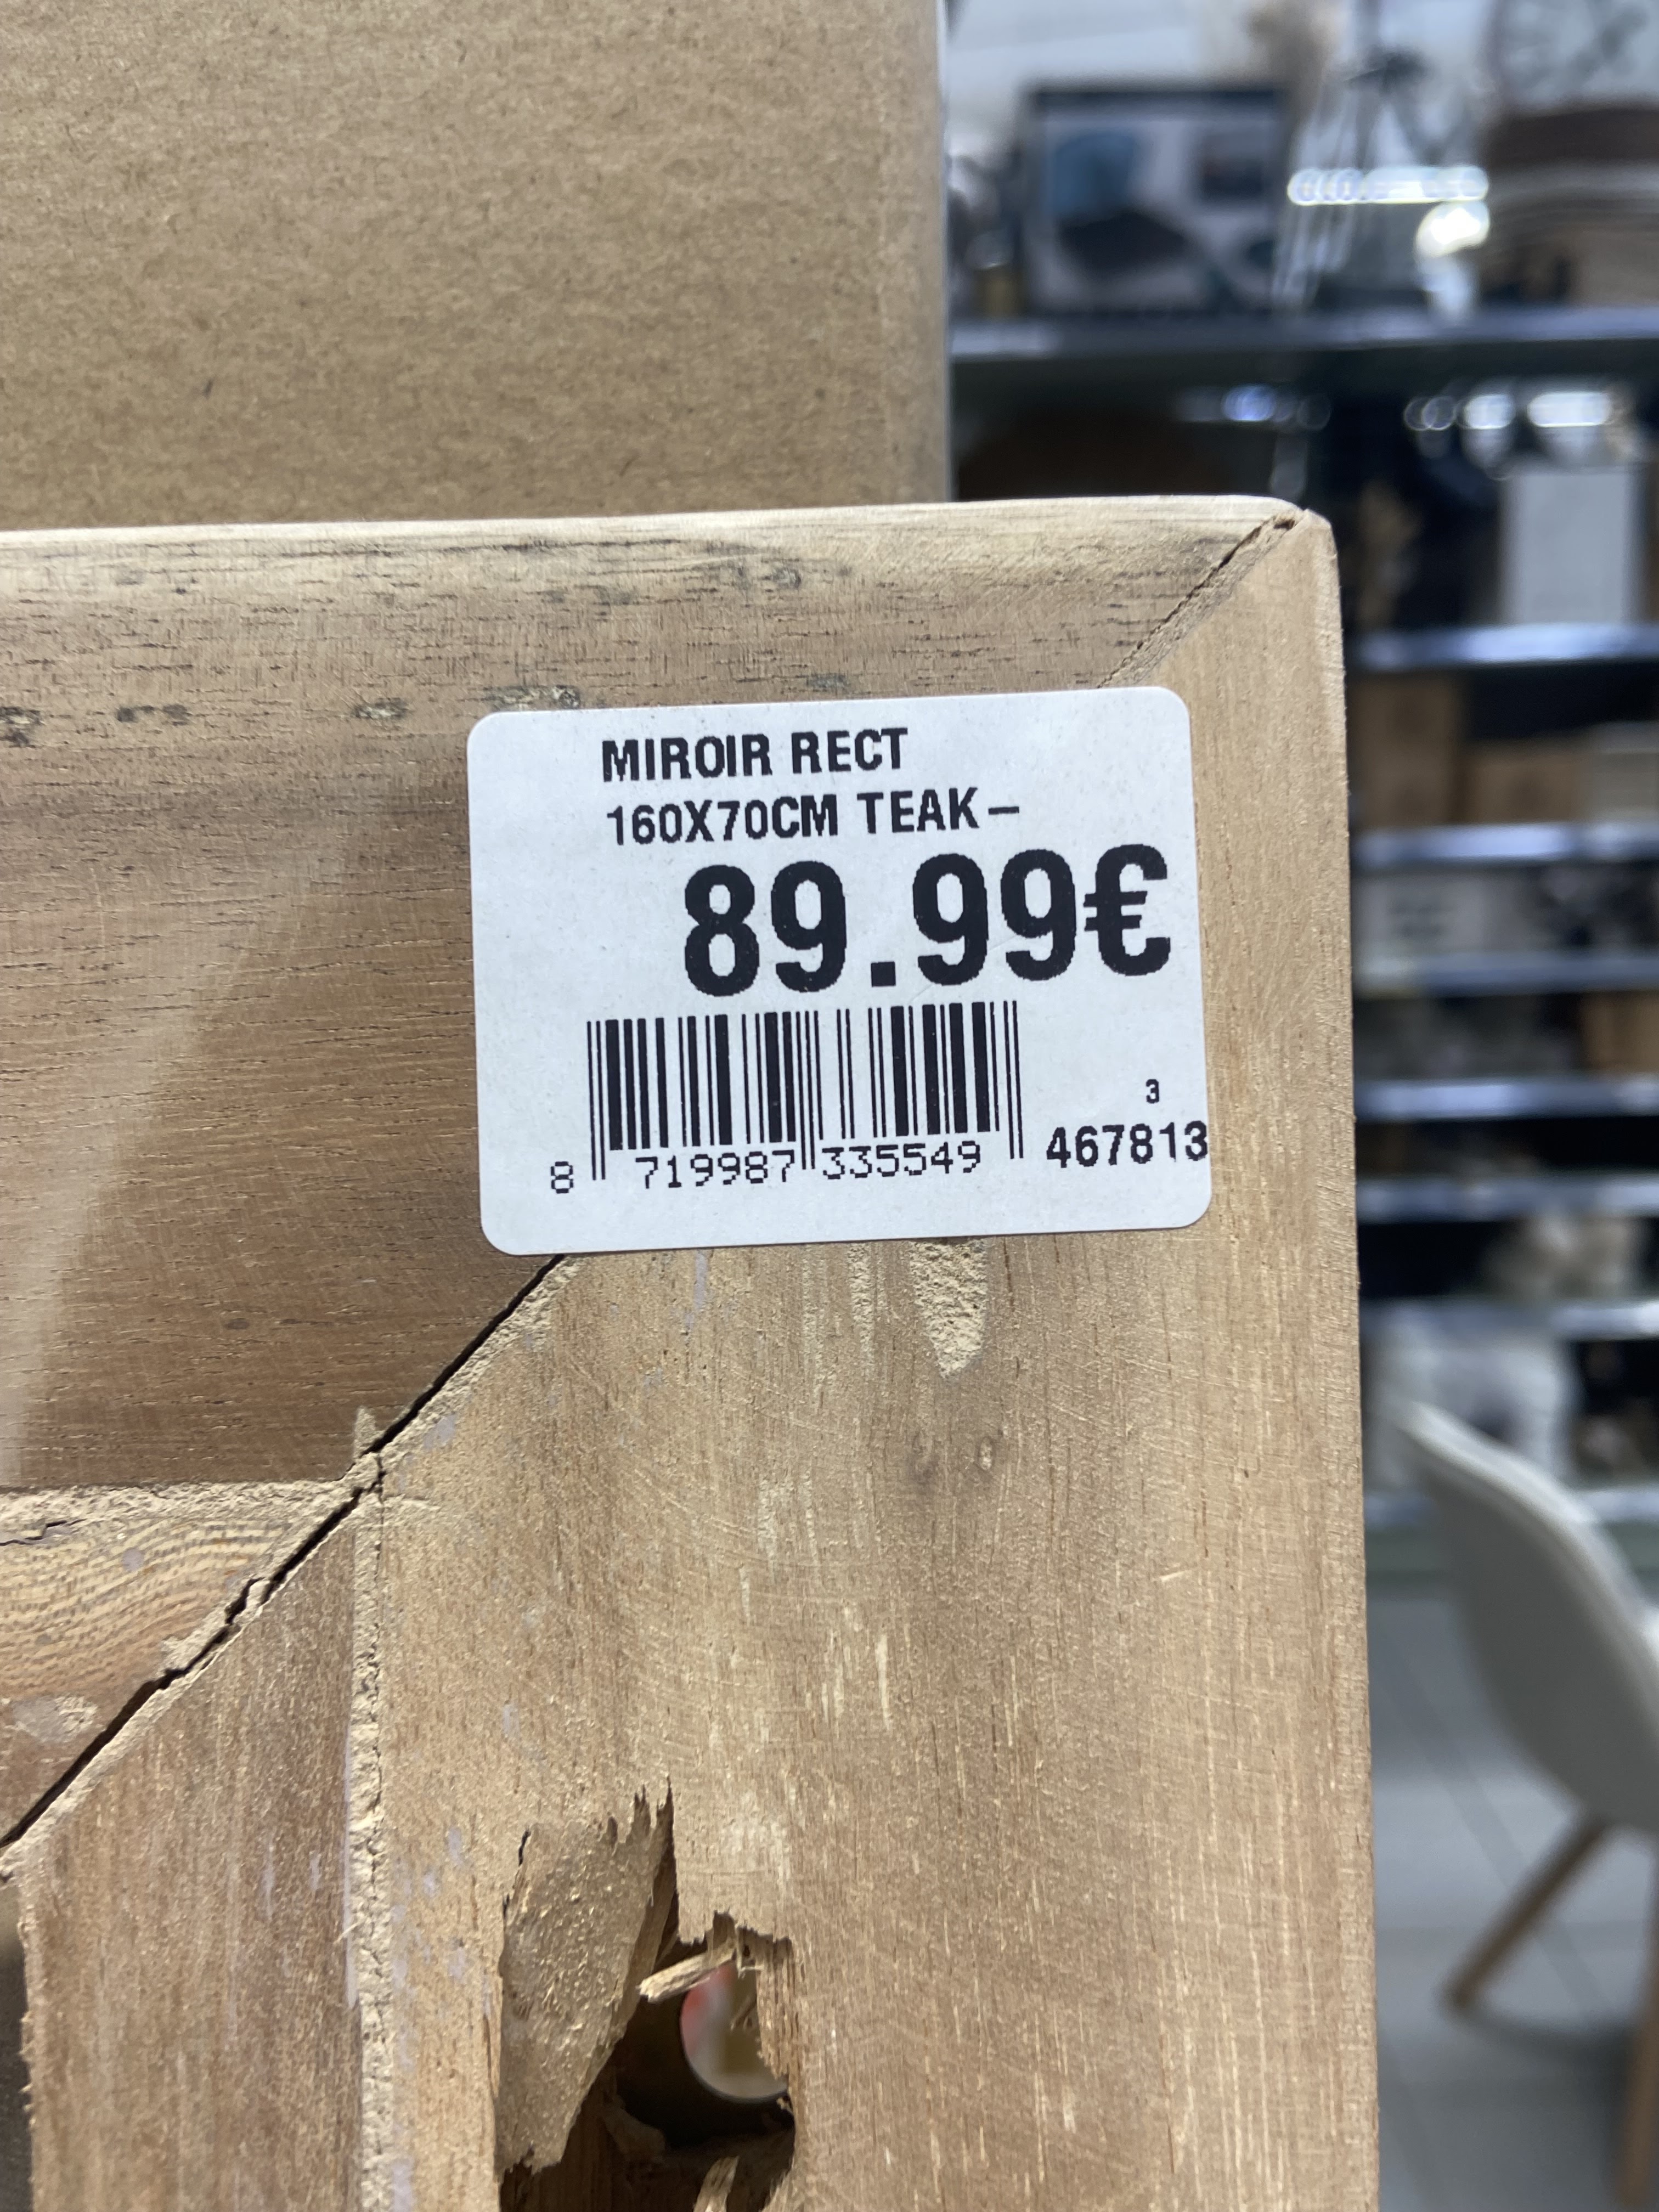 MIROIR RECT
160X70CM TEAK–
89.99€
3
8 719987 335549 467813